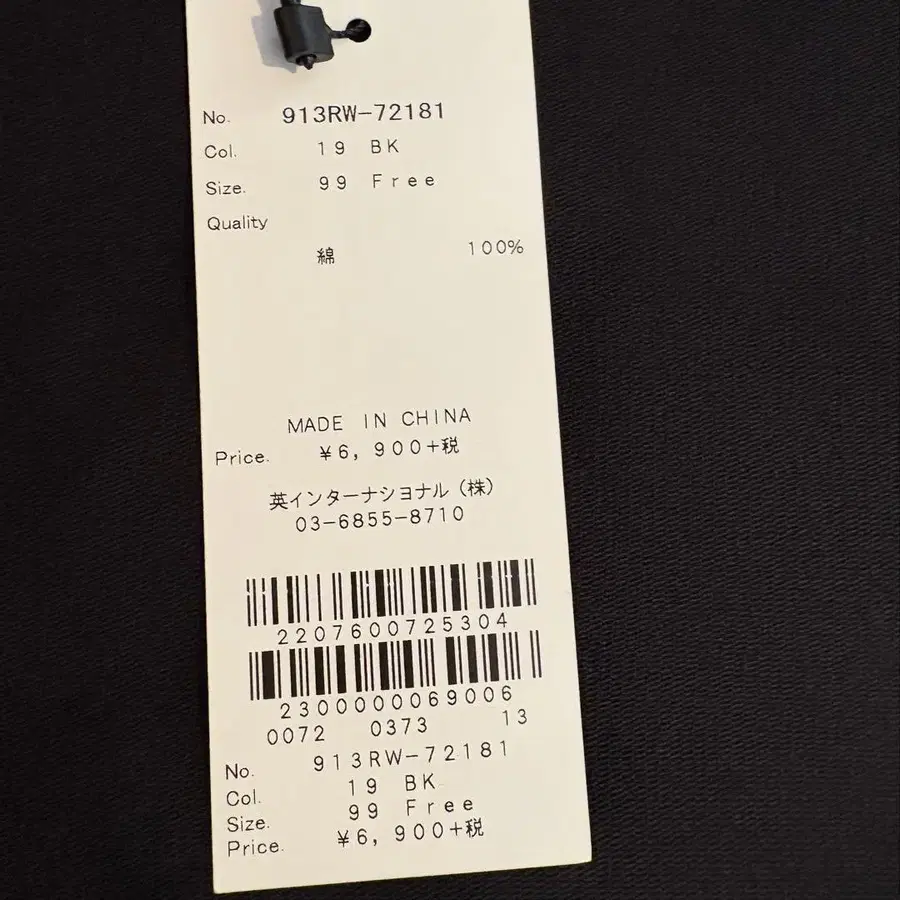 No. 913RW-72181
Col. 19 BK
Size. 99 Free
Quality
綿 100%
MADE IN CHINA
Price. ¥6,900+税
英インターナショナル(株)
03-6855-8710
2207600725304
2300000069006
0072 0373 13
No. 913RW-72181
Col. 19 BK
Size. 99 Free
Price. ¥6,900+税